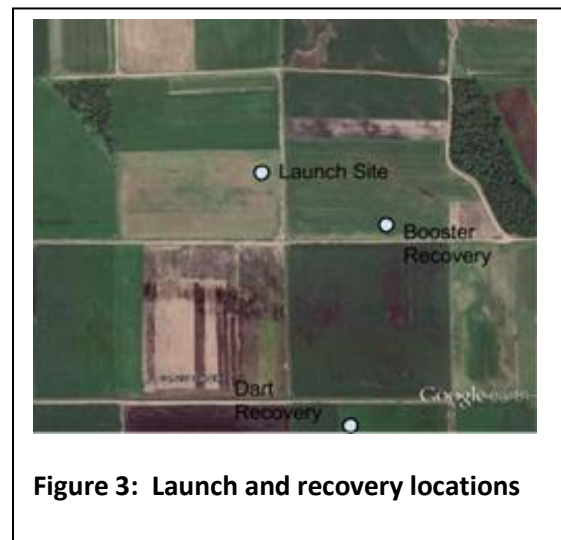 Launch Site
Booster
Recovery
Dart
Recovery
Google earth
Figure 3: Launch and recovery locations